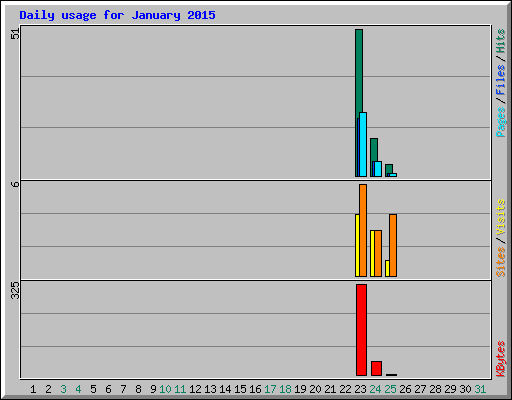 Daily usage for January 2015
51
6
325
Pages / Files / Hits
Sites / Visits
KBytes
1 2 3 4 5 6 7 8 9 10 11 12 13 14 15 16 17 18 19 20 21 22 23 24 25 26 27 28 29 30 31